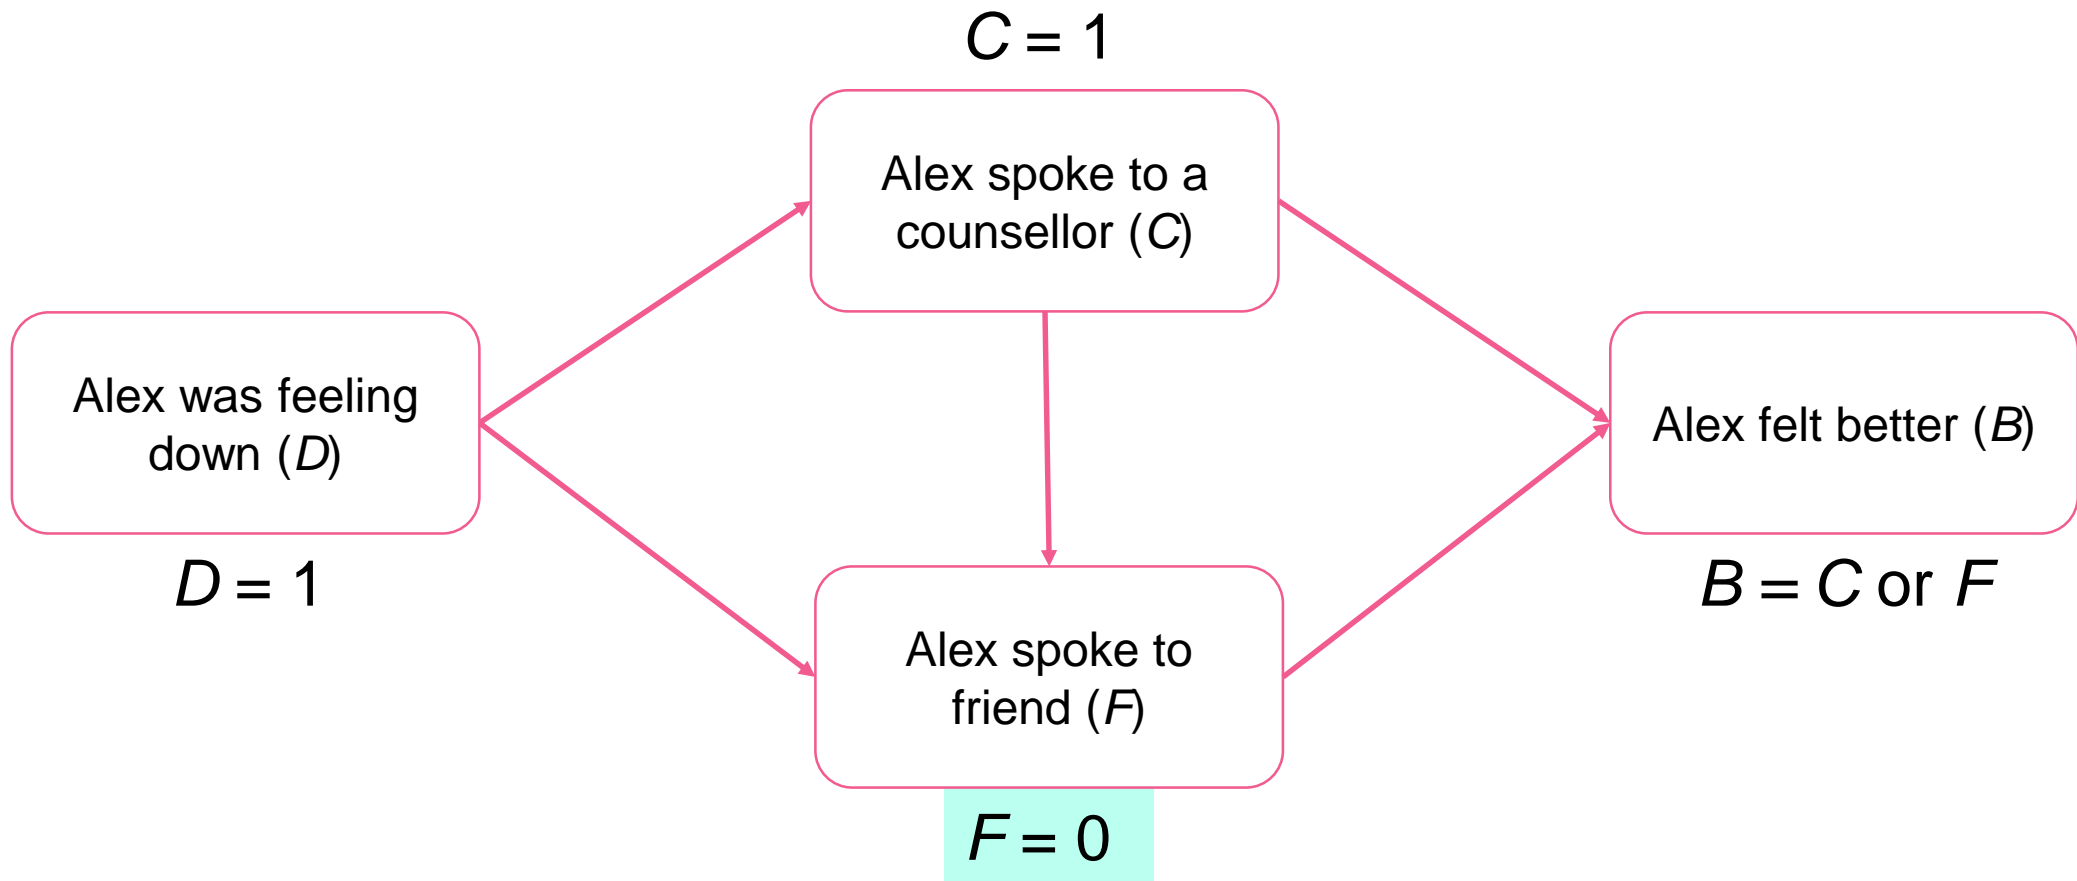 C = 1
Alex spoke to a
counsellor (C)
Alex was feeling
down (D)
D = 1
Alex felt better (B)
B = C or F
Alex spoke to
friend (F)
F = 0